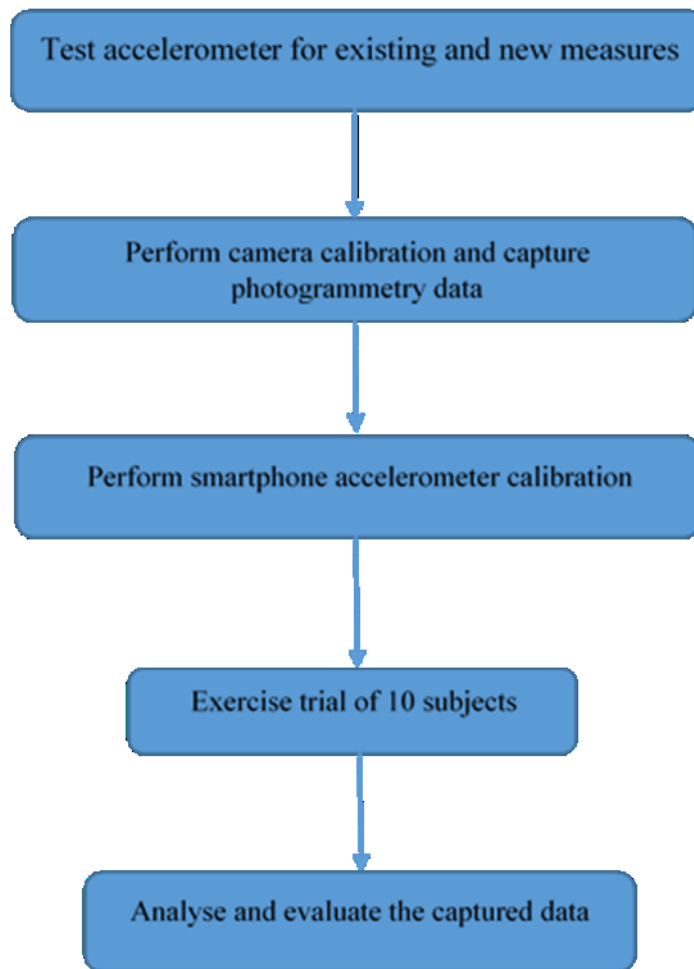 Test accelerometer for existing and new measures
Perform camera calibration and capture
photogrammetry data
Perform smartphone accelerometer calibration
Exercise trial of 10 subjects
Analyse and evaluate the captured data